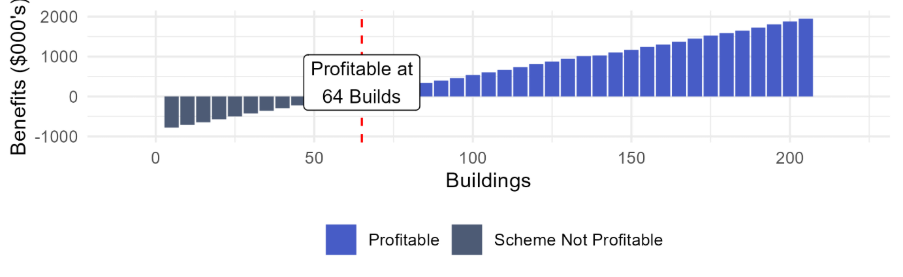 Benefits ($000's)
2000
1000
0
-1000
Profitable at
64 Builds
0
50
100
150
200
Buildings
Profitable
Scheme Not Profitable